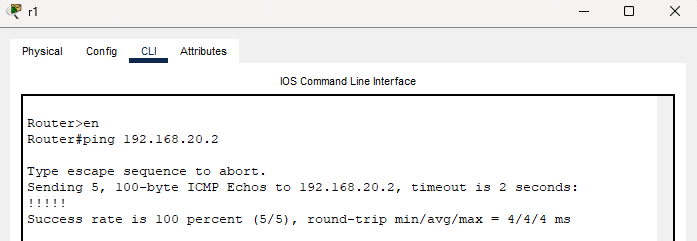 r1
Physical Config CLI Attributes
IOS Command Line Interface
Router>en
Router#ping 192.168.20.2
Type escape sequence to abort.
Sending 5, 100-byte ICMP Echos to 192.168.20.2, timeout is 2 seconds:
!!!!!
Success rate is 100 percent (5/5), round-trip min/avg/max = 4/4/4 ms